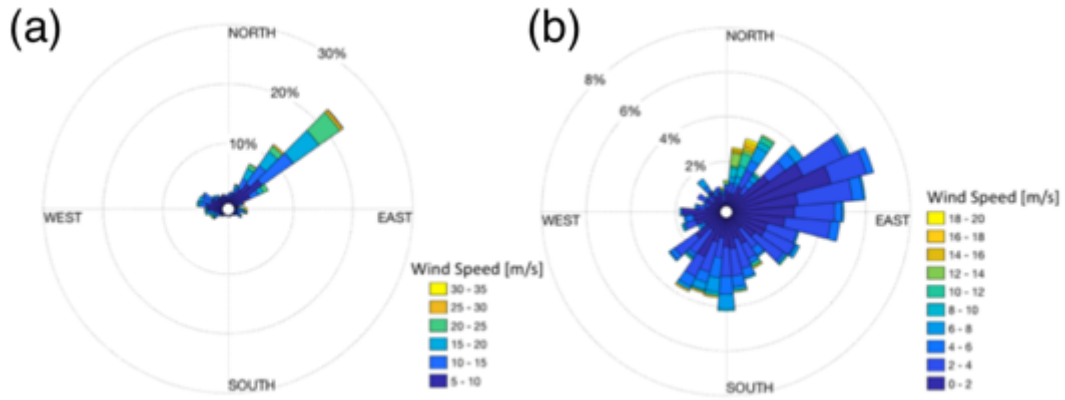 (a)
NORTH
30%
20%
10%
WEST
EAST
SOUTH
Wind Speed [m/s]
30 - 35
25 - 30
20 - 25
15 - 20
10 - 15
5 - 10
(b)
NORTH
8%
6%
4%
2%
WEST
EAST
SOUTH
Wind Speed [m/s]
18 - 20
16 - 18
14 - 16
12 - 14
10 - 12
8 - 10
6 - 8
4 - 6
2 - 4
0 - 2